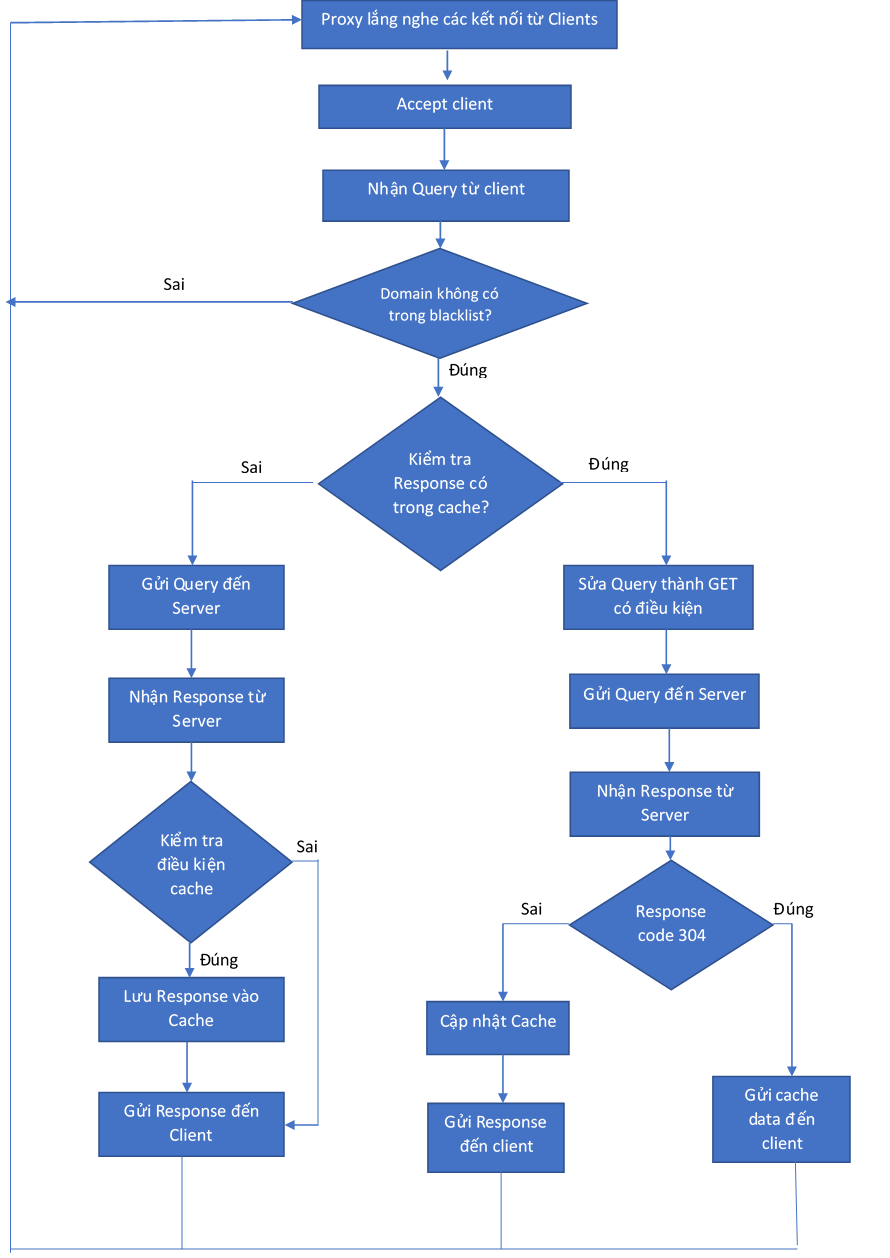 Proxy lắng nghe các kết nối từ Clients
Accept client
Nhận Query từ client
Sai
Domain không có
trong blacklist?
Đúng
Kiểm tra
Response có
trong cache?
Sai
Đúng
Gửi Query đến
Server
Nhận Response từ
Server
Kiểm tra
điều kiện
cache
Sai
Đúng
Lưu Response vào
Cache
Gửi Response đến
Client
Sửa Query thành GET
có điều kiện
Gửi Query đến Server
Nhận Response từ
Server
Response
code 304
Sai
Đúng
Cập nhật Cache
Gửi Response
đến client
Gửi cache
data đến
client